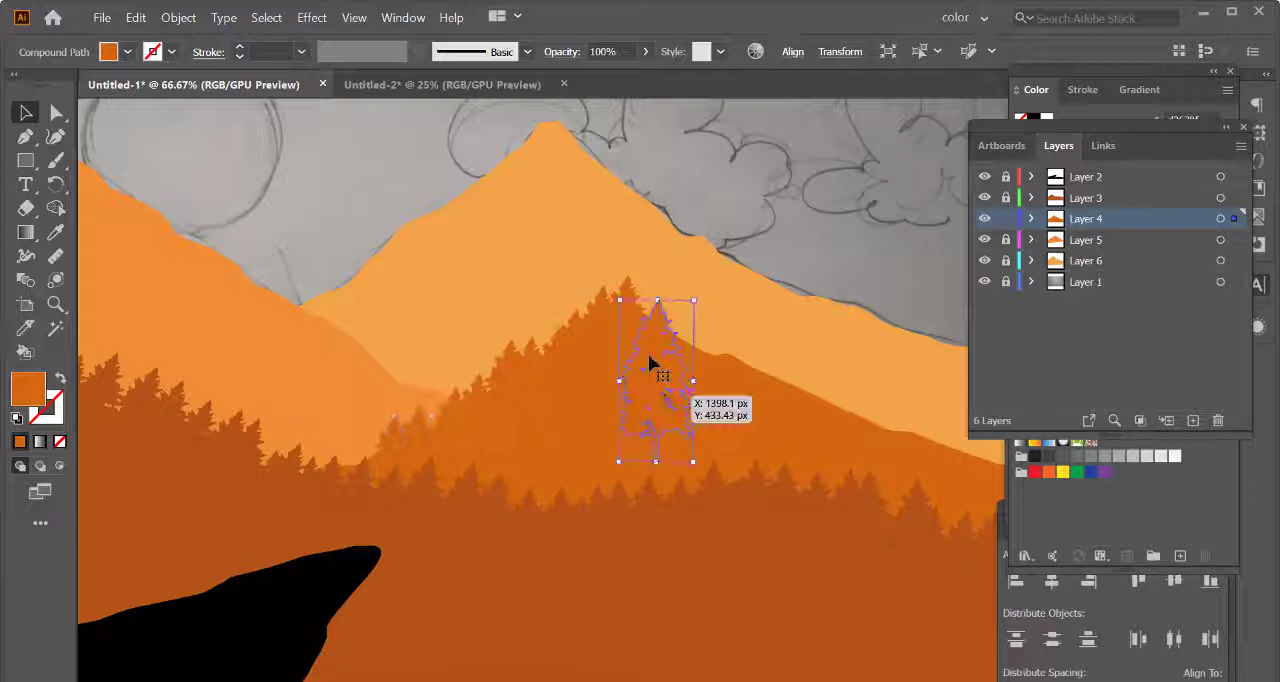 Ai File Edit Object Type Select Effect View Window Help color Search Adobe Stock
Compound Path Stroke: Basic Opacity: 100% Style: Align Transform
Untitled-1* @ 66.67% (RGB/GPU Preview) Untitled-2* @ 25% (RGB/GPU Preview)
Color Stroke Gradient
Artboards Layers Links
Layer 2
Layer 3
Layer 4
Layer 5
Layer 6
Layer 1
X: 1398.1 px
Y: 433.43 px
6 Layers
Distribute Objects:
Distribute Spacing: Align To: